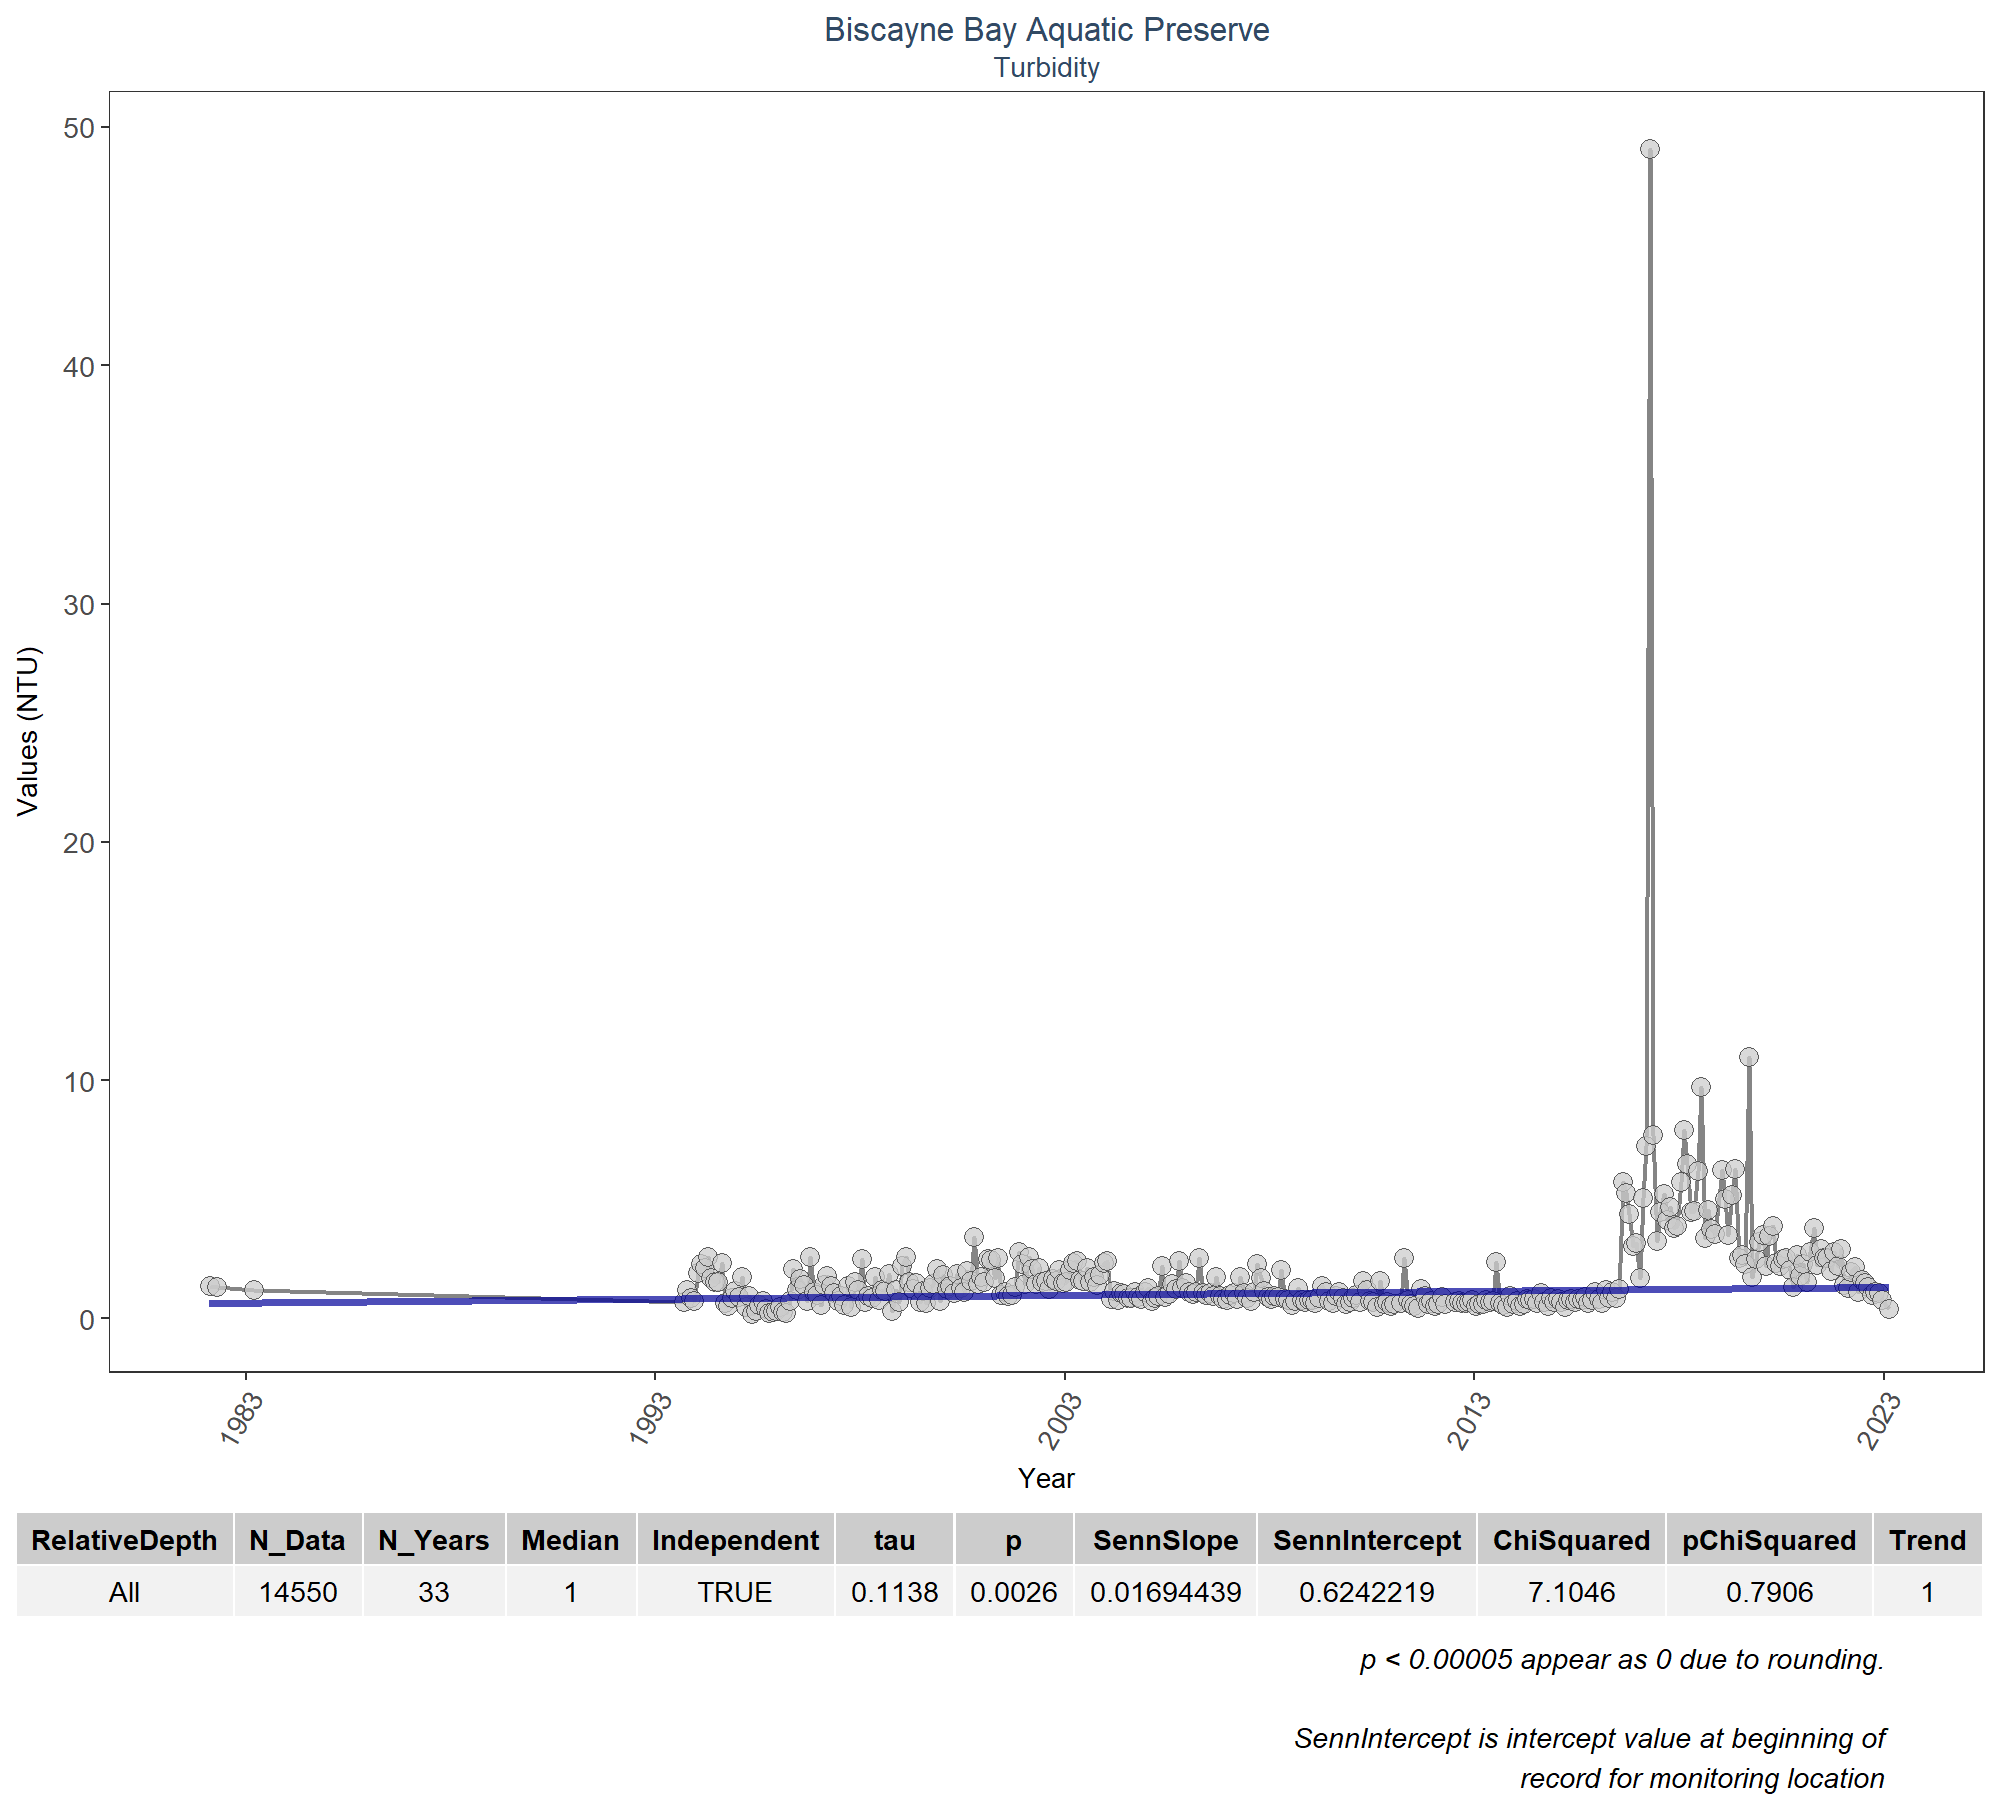 Biscayne Bay Aquatic Preserve
Turbidity
50
40
30
20
10
0
Values (NTU)
1983
1993
2003
2013
2023
Year
RelativeDepth N_Data N_Years Median Independent tau p SennSlope SennIntercept ChiSquared pChiSquared Trend
All 14550 33 1 TRUE 0.1138 0.0026 0.01694439 0.6242219 7.1046 0.7906 1
p < 0.00005 appear as 0 due to rounding.
SennIntercept is intercept value at beginning of
record for monitoring location